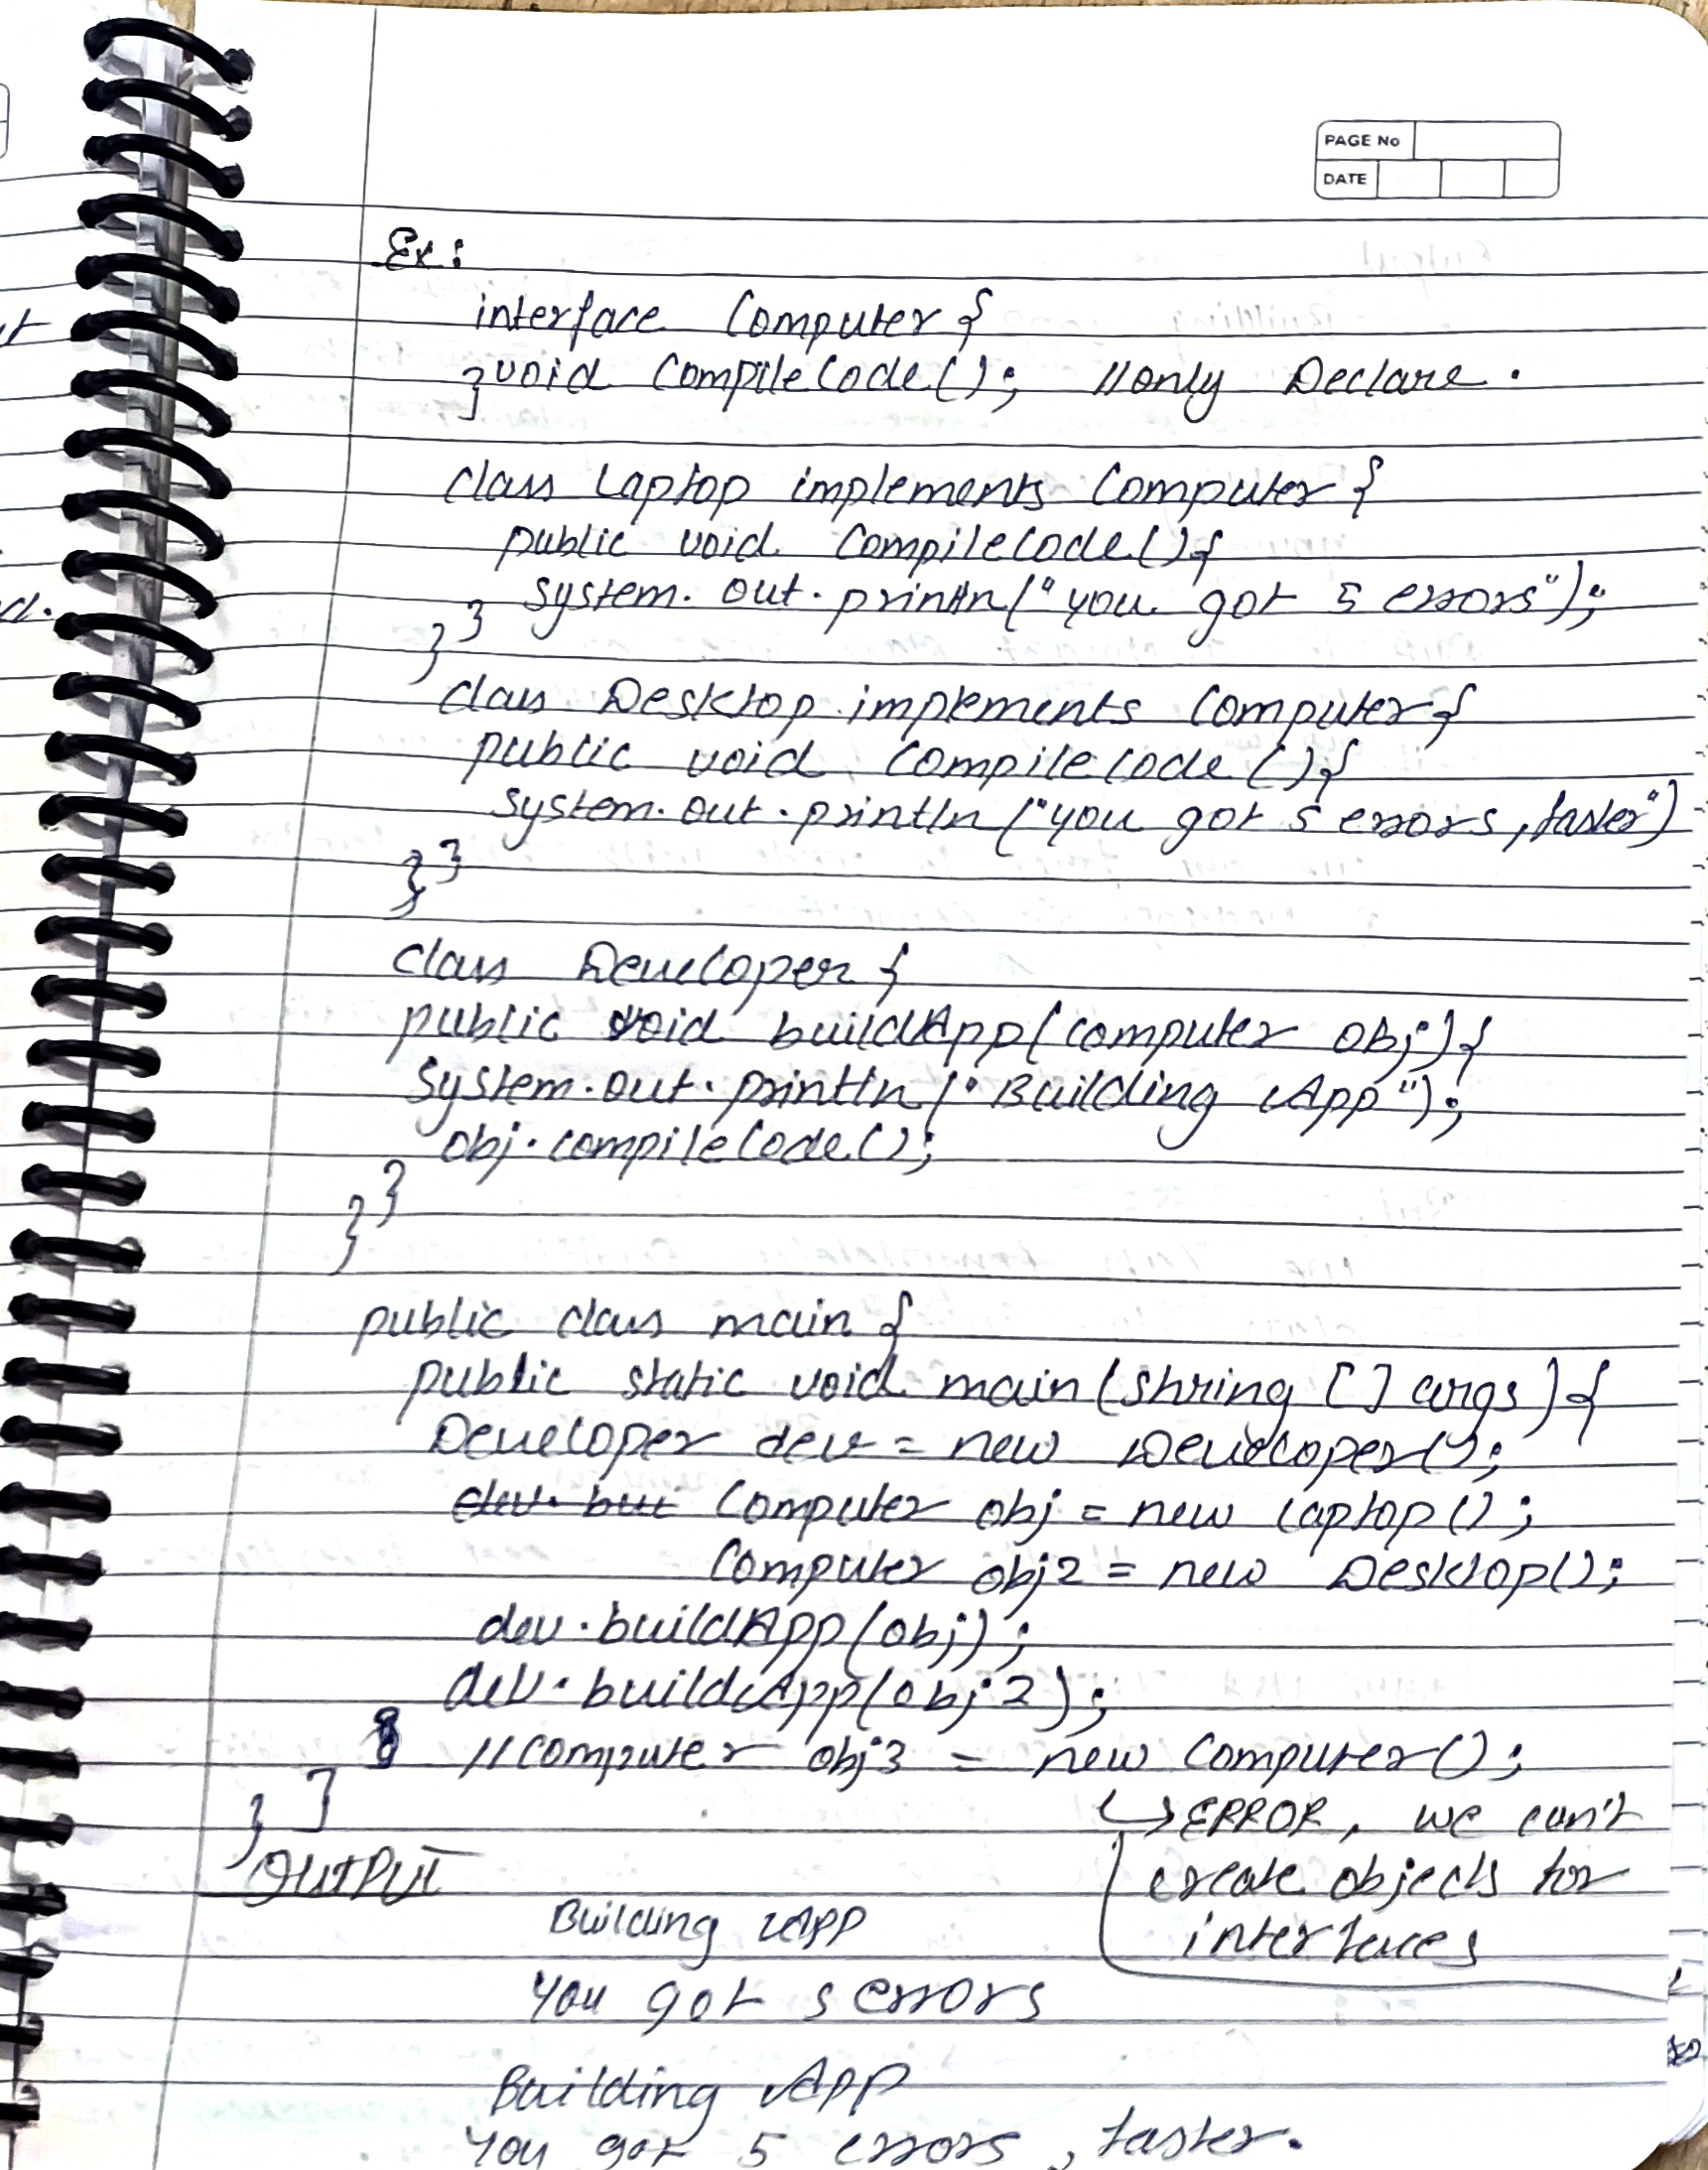 PAGE No
DATE
Ex:
interface Computer {
void CompileCode(); //only Declare.
}
class Laptop implements Computer {
public void CompileCode(){
system.out.println("you got 5 errors");
}}
class Desktop implements Computer{
public void CompileCode(){
system.out.println("you got 5 errors, faster")
}}
class Developer {
public void buildApp(Computer obj){
System.out.println("Building App");
obj.compileCode();
}
}
public class main {
public static void main(String [] args){
Developer dev = new Developer();
Computer obj = new Laptop();
Computer obj2 = new Desktop();
dev.buildApp(obj);
dev.buildApp(obj2);
//computer obj3 = new Computer();
}}
↳ ERROR, we can't
create objects for
interfaces
OUTPUT
Building App
You got 5 errors
Building App
You got 5 errors, faster.